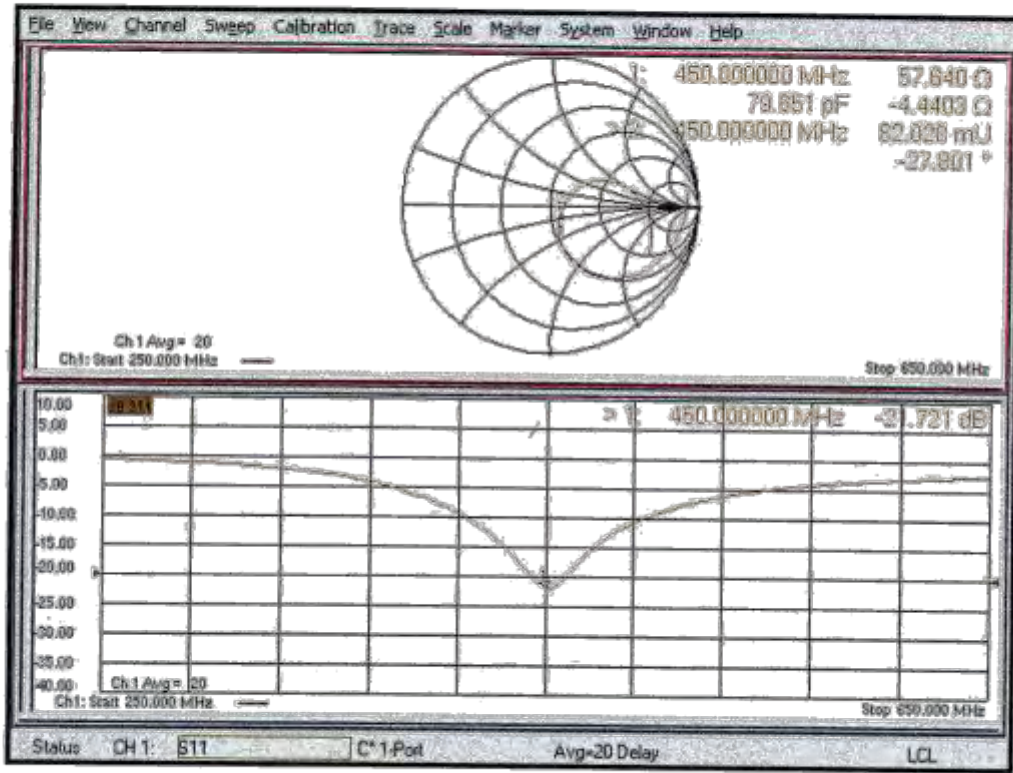 File View Channel Sweep Calibration Trace Scale Marker System Window Help
1: 450.000000 MHz 57.640 Ω
79.651 pF -4.4403 Ω
450.000000 MHz 82.028 mU
-27.801 °
Ch 1 Avg = 20
Ch1: Start 250.000 MHz
Stop 650.000 MHz
10.00
5.00
0.00
-5.00
-10.00
-15.00
-20.00
-25.00
-30.00
-35.00
-40.00
> 1: 450.000000 MHz -21.721 dB
Ch 1 Avg = 20
Ch1: Start 250.000 MHz
Stop 650.000 MHz
Status CH 1: S11 C* 1-Port Avg=20 Delay LCL